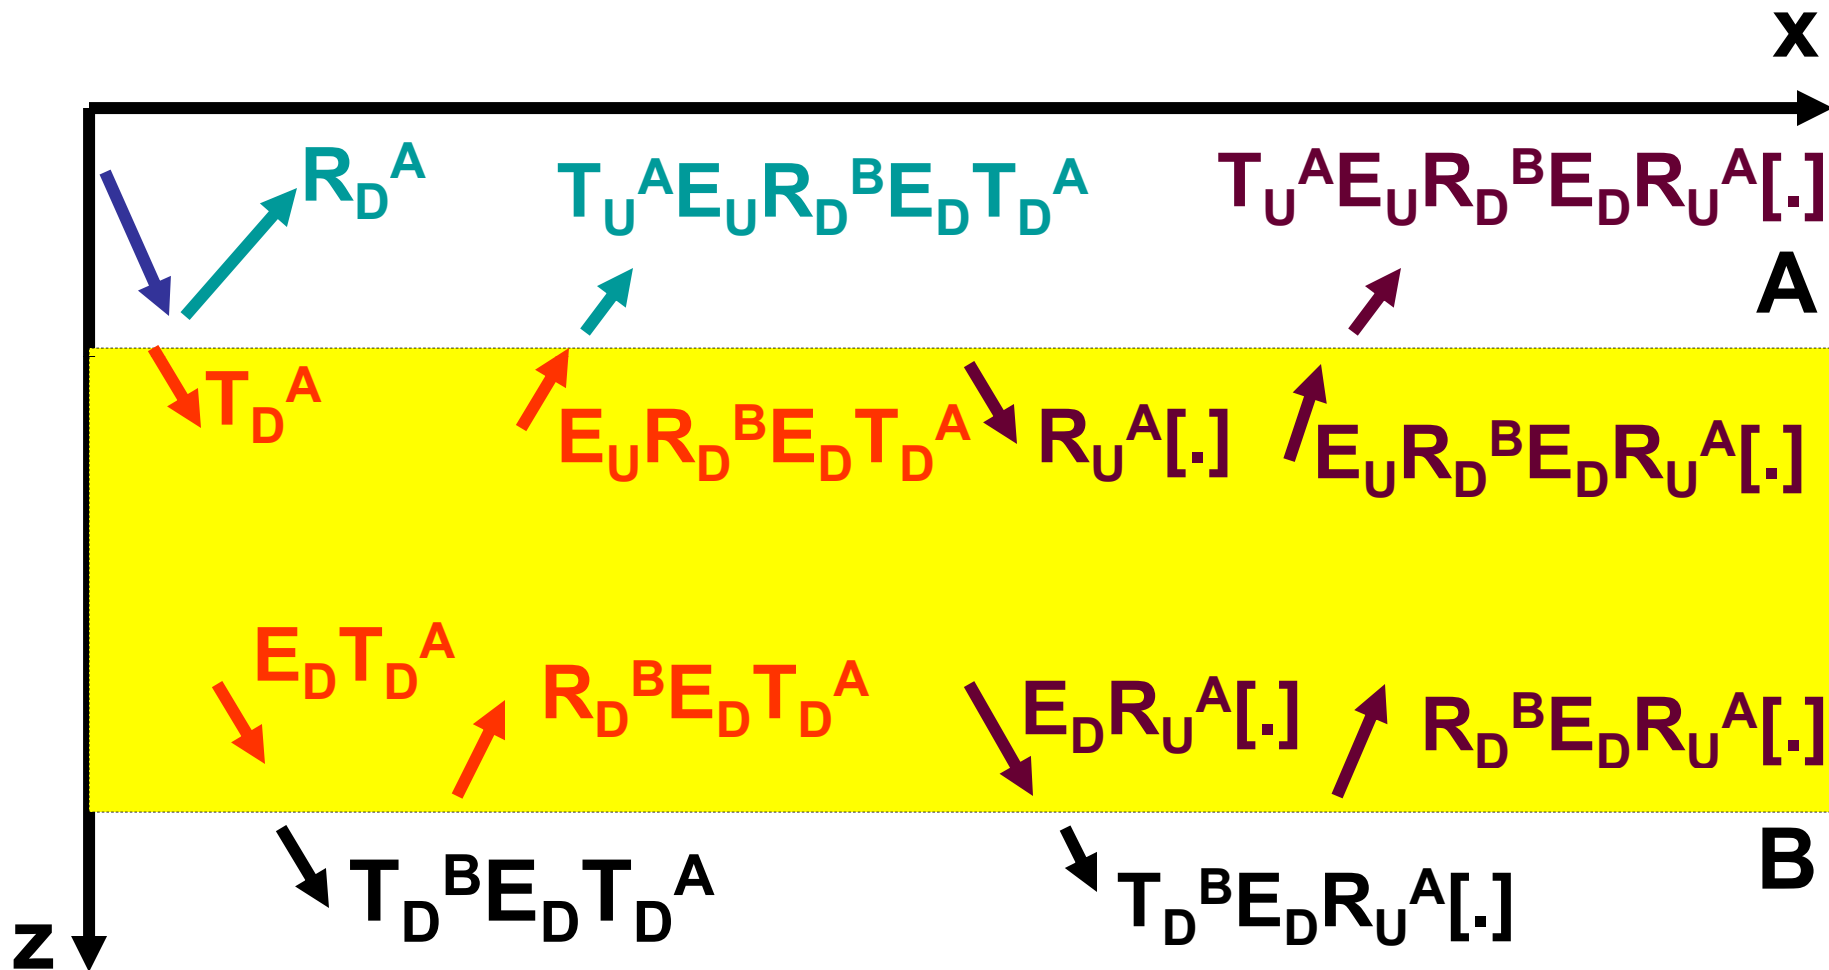 x
R_D^A T_U^A E_U R_D^B E_D T_D^A T_U^A E_U R_D^B E_D R_U^A[.]
A
T_D^A E_U R_D^B E_D T_D^A R_U^A[.] E_U R_D^B E_D R_U^A[.]
E_D T_D^A R_D^B E_D T_D^A E_D R_U^A[.] R_D^B E_D R_U^A[.]
B
T_D^B E_D T_D^A T_D^B E_D R_U^A[.]
z